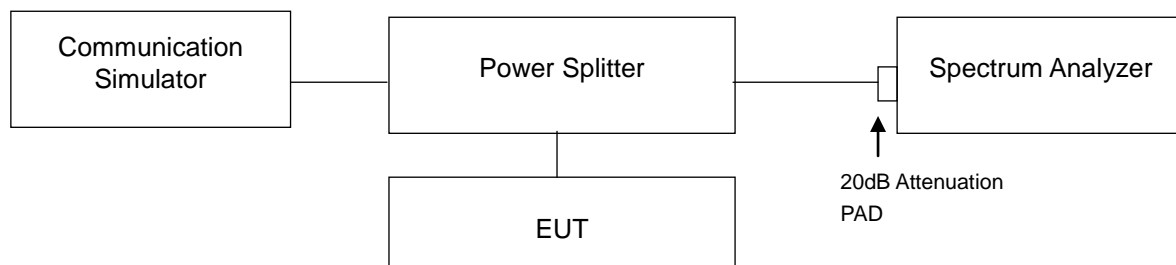 Communication
Simulator
Power Splitter
Spectrum Analyzer
20dB Attenuation
PAD
EUT